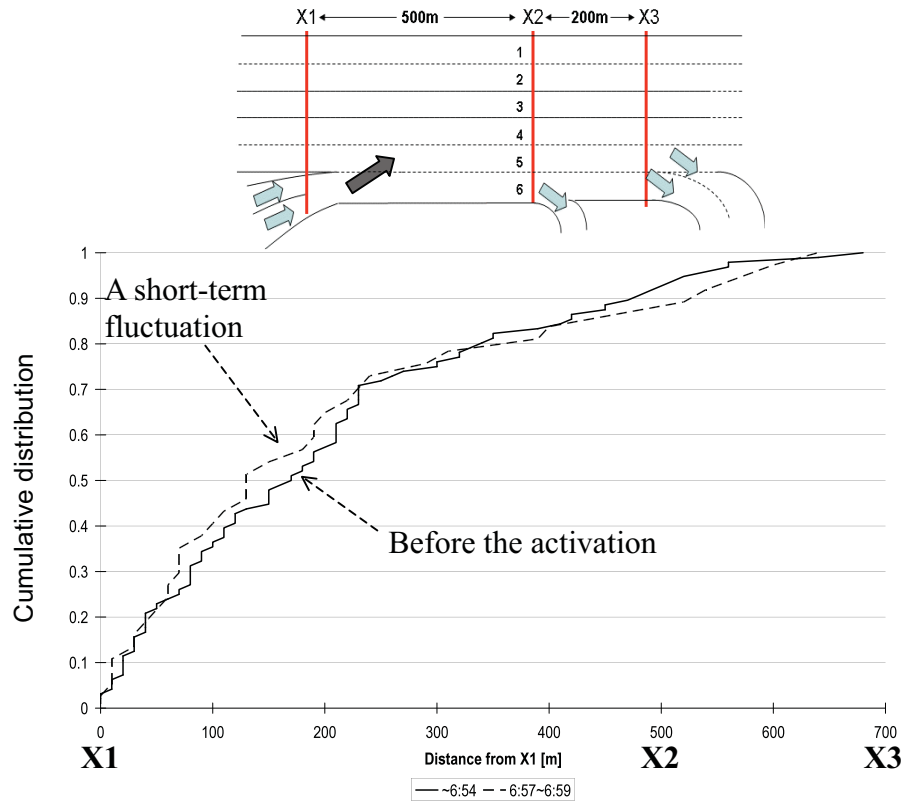 X1 500m X2 200m X3
1
2
3
4
5
6
1
0.9
0.8
0.7
0.6
0.5
0.4
0.3
0.2
0.1
0
Cumulative distribution
A short-term
fluctuation
Before the activation
0 100 200 300 400 500 600 700
X1 Distance from X1 [m] X2 X3
~6:54 6:57~6:59